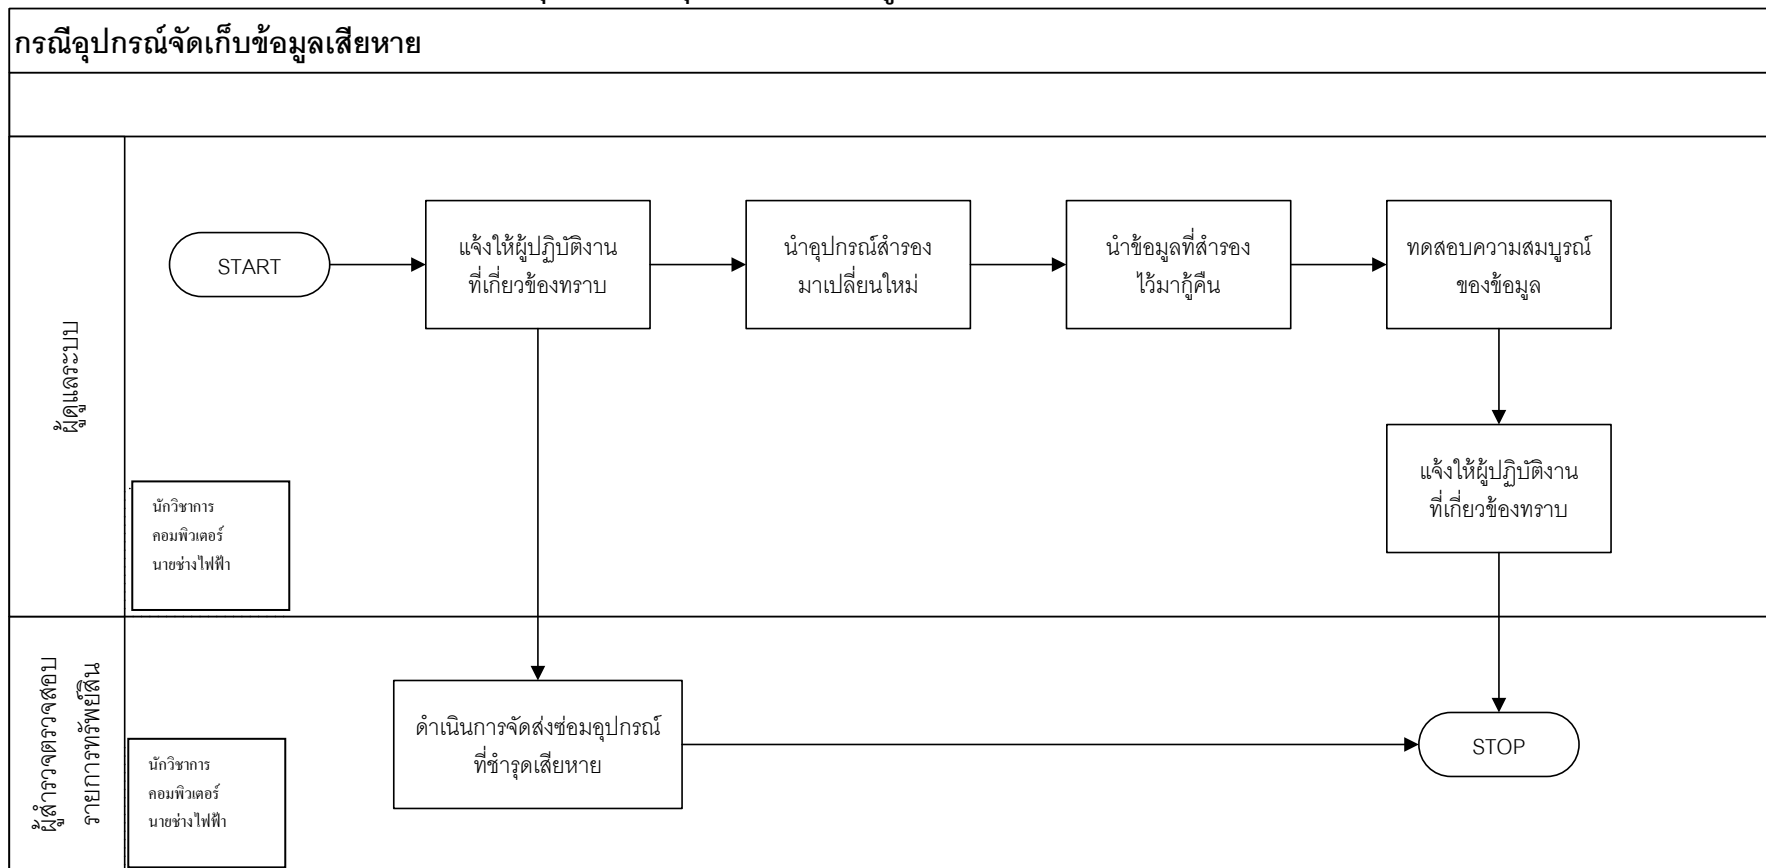 กรณีอุปกรณ์จัดเก็บข้อมูลเสียหาย
ผู้ดูแลระบบ
START
แจ้งให้ผู้ปฏิบัติงาน
ที่เกี่ยวข้องทราบ
นำอุปกรณ์สำรอง
มาเปลี่ยนใหม่
นำข้อมูลที่สำรอง
ไว้มากู้คืน
ทดสอบความสมบูรณ์
ของข้อมูล
แจ้งให้ผู้ปฏิบัติงาน
ที่เกี่ยวข้องทราบ
นักวิชาการ
คอมพิวเตอร์
นายช่างไฟฟ้า
ผู้สำรวจตรวจสอบ
รายการทรัพย์สิน
ดำเนินการจัดส่งซ่อมอุปกรณ์
ที่ชำรุดเสียหาย
STOP
นักวิชาการ
คอมพิวเตอร์
นายช่างไฟฟ้า